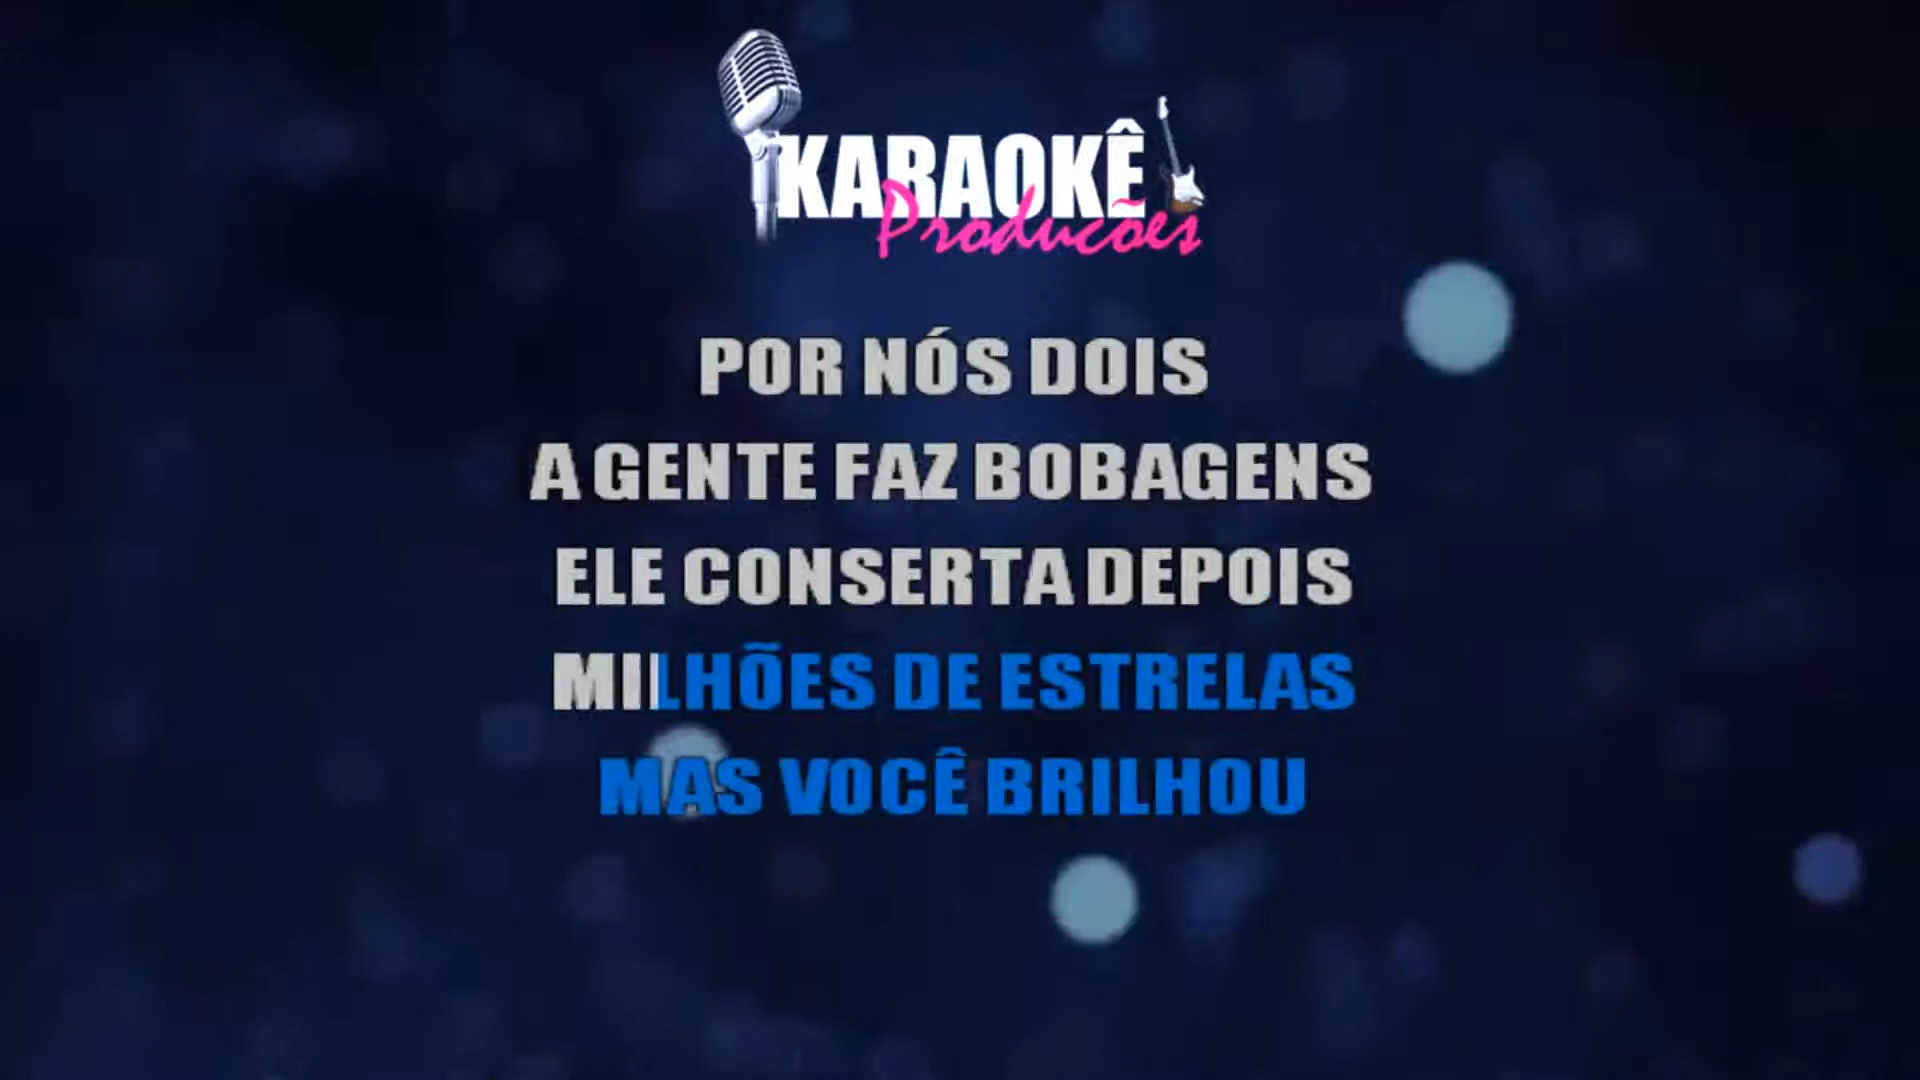 KARAOKÊ
Produções
POR NÓS DOIS
A GENTE FAZ BOBAGENS
ELE CONSERTA DEPOIS
MILHÕES DE ESTRELAS
MAS VOCÊ BRILHOU